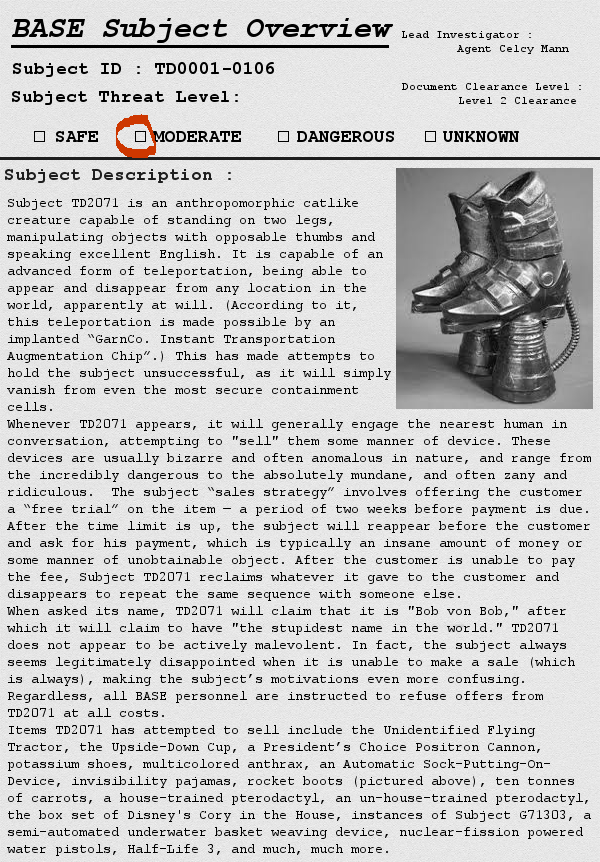 BASE Subject Overview
Lead Investigator :
Agent Celcy Mann
Subject ID : TD0001-0106
Document Clearance Level :
Level 2 Clearance
Subject Threat Level:
☐ SAFE ☐ MODERATE ☐ DANGEROUS ☐ UNKNOWN
Subject Description :
Subject TD2071 is an anthropomorphic catlike
creature capable of standing on two legs,
manipulating objects with opposable thumbs and
speaking excellent English. It is capable of an
advanced form of teleportation, being able to
appear and disappear from any location in the
world, apparently at will. (According to it,
this teleportation is made possible by an
implanted “GarnCo. Instant Transportation
Augmentation Chip”.) This has made attempts to
hold the subject unsuccessful, as it will simply
vanish from even the most secure containment
cells.
Whenever TD2071 appears, it will generally engage the nearest human in
conversation, attempting to "sell" them some manner of device. These
devices are usually bizarre and often anomalous in nature, and range from
the incredibly dangerous to the absolutely mundane, and often zany and
ridiculous.  The subject “sales strategy” involves offering the customer
a “free trial” on the item — a period of two weeks before payment is due.
After the time limit is up, the subject will reappear before the customer
and ask for his payment, which is typically an insane amount of money or
some manner of unobtainable object. After the customer is unable to pay
the fee, Subject TD2071 reclaims whatever it gave to the customer and
disappears to repeat the same sequence with someone else.
When asked its name, TD2071 will claim that it is "Bob von Bob," after
which it will claim to have "the stupidest name in the world." TD2071
does not appear to be actively malevolent. In fact, the subject always
seems legitimately disappointed when it is unable to make a sale (which
is always), making the subject’s motivations even more confusing.
Regardless, all BASE personnel are instructed to refuse offers from
TD2071 at all costs.
Items TD2071 has attempted to sell include the Unidentified Flying
Tractor, the Upside-Down Cup, a President’s Choice Positron Cannon,
potassium shoes, multicolored anthrax, an Automatic Sock-Putting-On-
Device, invisibility pajamas, rocket boots (pictured above), ten tonnes
of carrots, a house-trained pterodactyl, an un-house-trained pterodactyl,
the box set of Disney's Cory in the House, instances of Subject G71303, a
semi-automated underwater basket weaving device, nuclear-fission powered
water pistols, Half-Life 3, and much, much more.